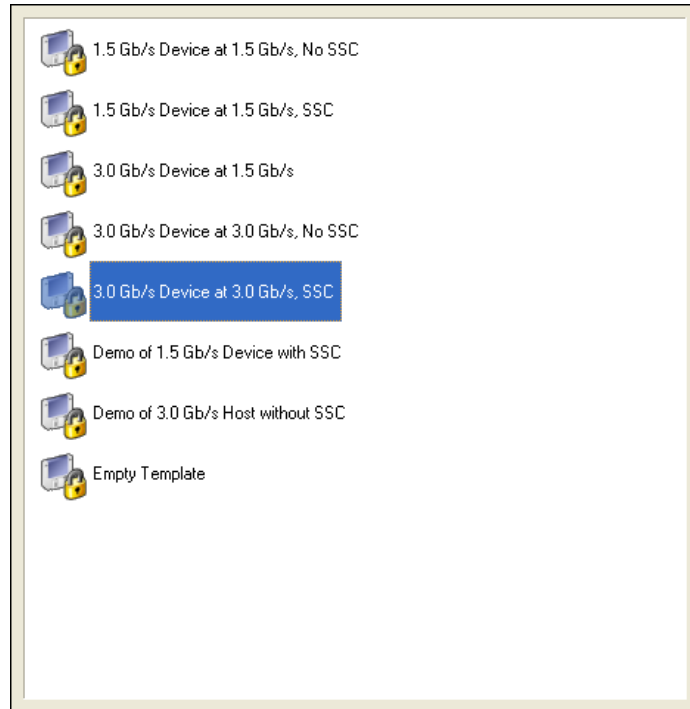 1.5 Gb/s Device at 1.5 Gb/s, No SSC
1.5 Gb/s Device at 1.5 Gb/s, SSC
3.0 Gb/s Device at 1.5 Gb/s
3.0 Gb/s Device at 3.0 Gb/s, No SSC
3.0 Gb/s Device at 3.0 Gb/s, SSC
Demo of 1.5 Gb/s Device with SSC
Demo of 3.0 Gb/s Host without SSC
Empty Template